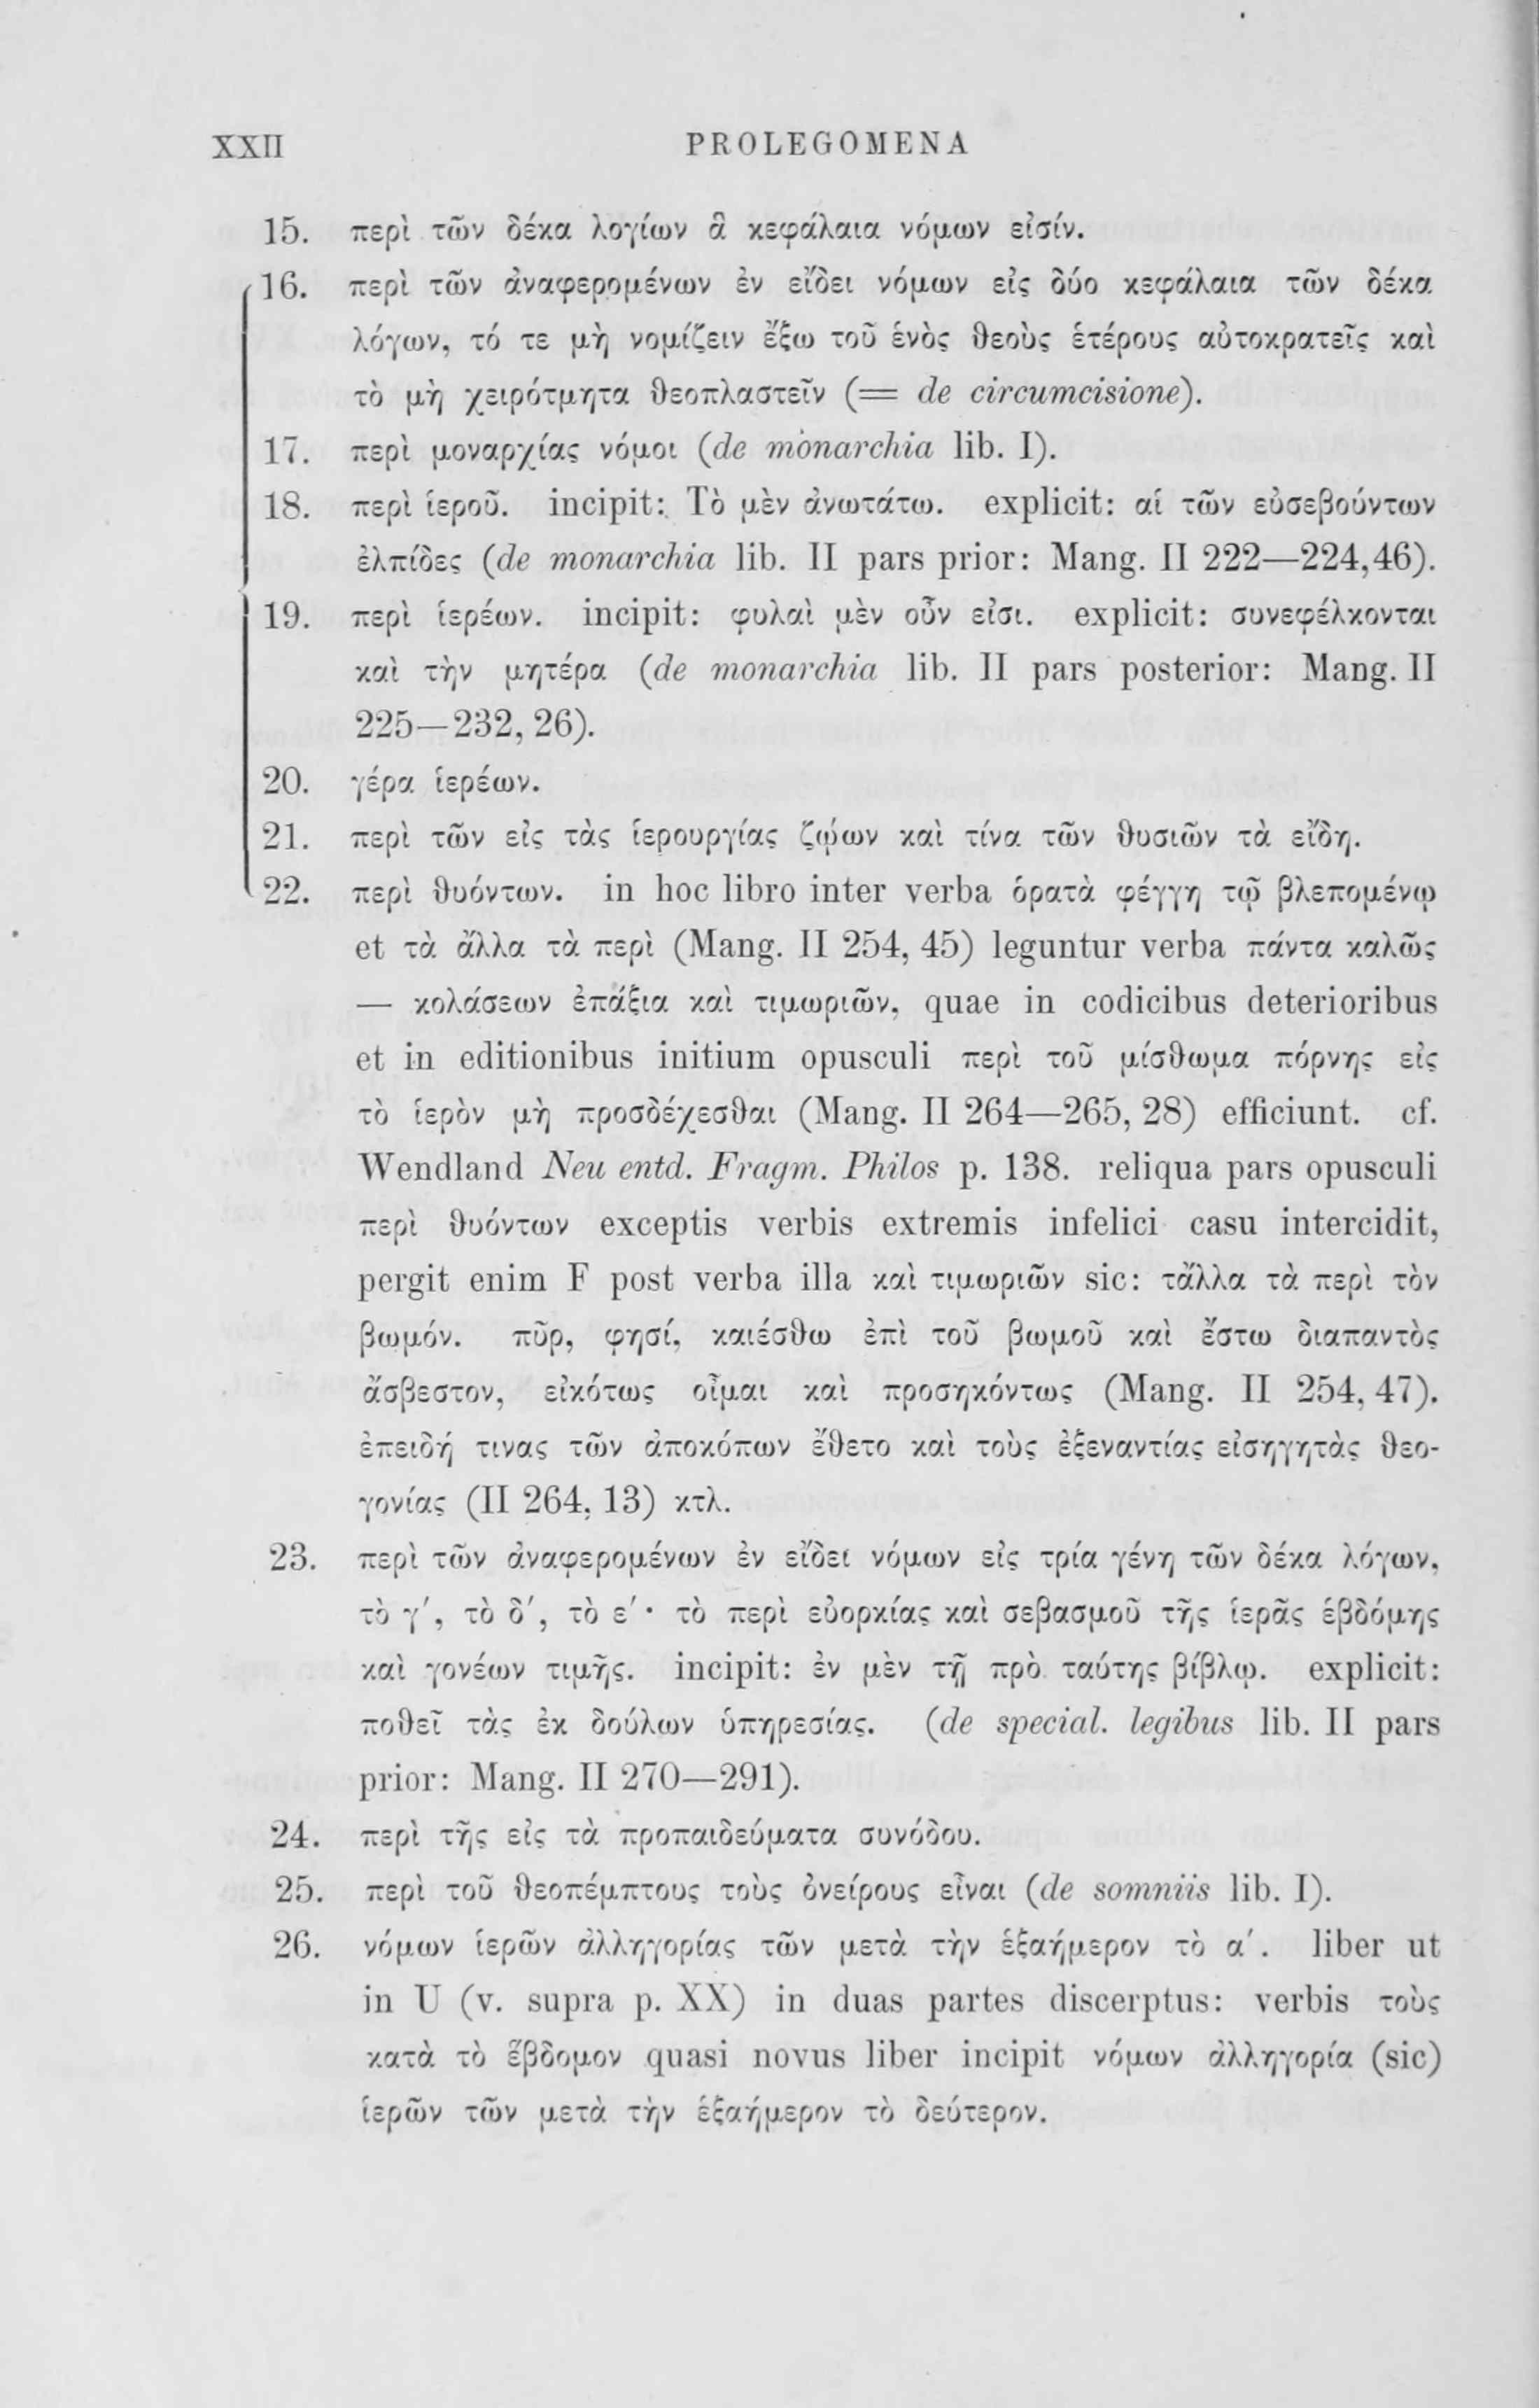 XXII PROLEGOMENA
15. περὶ τῶν δέκα λογίων ἃ κεφάλαια νόμων εἰσίν.
16. περὶ τῶν ἀναφερομένων ἐν εἴδει νόμων εἰς δύο κεφάλαια τῶν δέκα
λόγων, τό τε μὴ νομίζειν ἔξω τοῦ ἑνὸς θεοὺς ἑτέρους αὐτοκρατεῖς καὶ
τὸ μὴ χειρότμητα θεοπλαστεῖν (= de circumcisione).
17. περὶ μοναρχίας νόμοι (de monarchia lib. I).
18. περὶ ἱεροῦ. incipit: Τὸ μὲν ἀνωτάτω. explicit: αἱ τῶν εὐσεβούντων
ἐλπίδες (de monarchia lib. II pars prior: Mang. II 222—224,46).
19. περὶ ἱερέων. incipit: φυλαὶ μὲν οὖν εἰσι. explicit: συνεφέλκονται
καὶ τὴν μητέρα (de monarchia lib. II pars posterior: Mang. II
225—232, 26).
20. γέρα ἱερέων.
21. περὶ τῶν εἰς τὰς ἱερουργίας ζῴων καὶ τίνα τῶν θυσιῶν τὰ εἴδη.
22. περὶ θυόντων. in hoc libro inter verba ὁρατὰ φέγγη τῷ βλεπομένῳ
et τὰ ἄλλα τὰ περὶ (Mang. II 254, 45) leguntur verba πάντα καλῶς
— κολάσεων ἐπάξια καὶ τιμωριῶν, quae in codicibus deterioribus
et in editionibus initium opusculi περὶ τοῦ μίσθωμα πόρνης εἰς
τὸ ἱερὸν μὴ προσδέχεσθαι (Mang. II 264—265, 28) efficiunt. cf.
Wendland Neu entd. Fragm. Philos p. 138. reliqua pars opusculi
περὶ θυόντων exceptis verbis extremis infelici casu intercidit,
pergit enim F post verba illa καὶ τιμωριῶν sic: τἄλλα τὰ περὶ τὸν
βωμόν. πῦρ, φησί, καιέσθω ἐπὶ τοῦ βωμοῦ καὶ ἔστω διαπαντὸς
ἄσβεστον, εἰκότως οἶμαι καὶ προσηκόντως (Mang. II 254, 47).
ἐπειδή τινας τῶν ἀποκόπων ἔθετο καὶ τοὺς ἐξεναντίας εἰσηγητὰς θεο-
γονίας (II 264, 13) κτλ.
23. περὶ τῶν ἀναφερομένων ἐν εἴδει νόμων εἰς τρία γένη τῶν δέκα λόγων,
τὸ γ′, τὸ δ′, τὸ ε′· τὸ περὶ εὐορκίας καὶ σεβασμοῦ τῆς ἱερᾶς ἑβδόμης
καὶ γονέων τιμῆς. incipit: ἐν μὲν τῇ πρὸ ταύτης βίβλῳ. explicit:
ποθεῖ τὰς ἐκ δούλων ὑπηρεσίας. (de special. legibus lib. II pars
prior: Mang. II 270—291).
24. περὶ τῆς εἰς τὰ προπαιδεύματα συνόδου.
25. περὶ τοῦ θεοπέμπτους τοὺς ὀνείρους εἶναι (de somniis lib. I).
26. νόμων ἱερῶν ἀλληγορίας τῶν μετὰ τὴν ἑξαήμερον τὸ α′. liber ut
in U (v. supra p. XX) in duas partes discerptus: verbis τοὺς
κατὰ τὸ ἕβδομον quasi novus liber incipit νόμων ἀλληγορία (sic)
ἱερῶν τῶν μετὰ τὴν ἑξαήμερον τὸ δεύτερον.